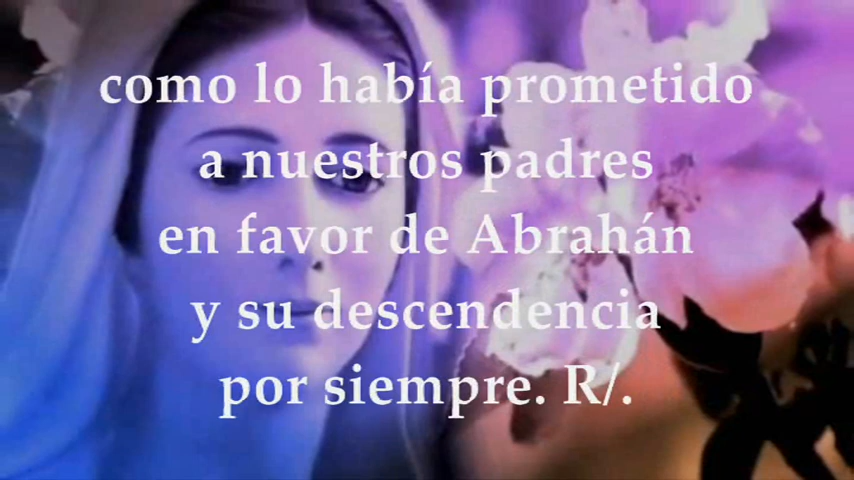 como lo había prometido
a nuestros padres
en favor de Abrahán
y su descendencia
por siempre. R/.